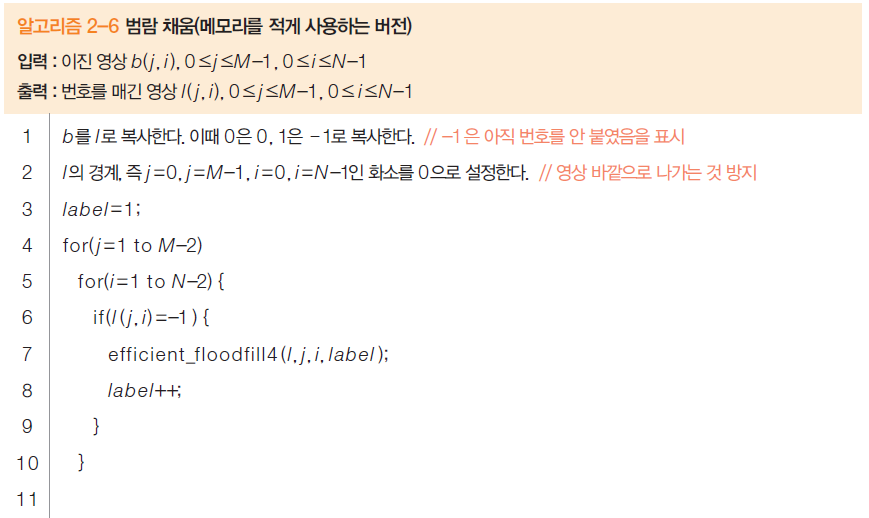 알고리즘 2-6 범람 채움(메모리를 적게 사용하는 버전)
입력 : 이진 영상 b(j, i), 0≤j≤M-1, 0≤i≤N-1
출력 : 번호를 매긴 영상 l(j, i), 0≤j≤M-1, 0≤i≤N-1
1 b를 l로 복사한다. 이때 0은 0, 1은 -1로 복사한다. // -1은 아직 번호를 안 붙였음을 표시
2 l의 경계, 즉 j=0, j=M-1, i=0, i=N-1인 화소를 0으로 설정한다. // 영상 바깥으로 나가는 것 방지
3 label=1;
4 for(j=1 to M-2)
5 for(i=1 to N-2) {
6 if(l(j, i)=-1) {
7 efficient_floodfill4(l, j, i, label);
8 label++;
9 }
10 }
11